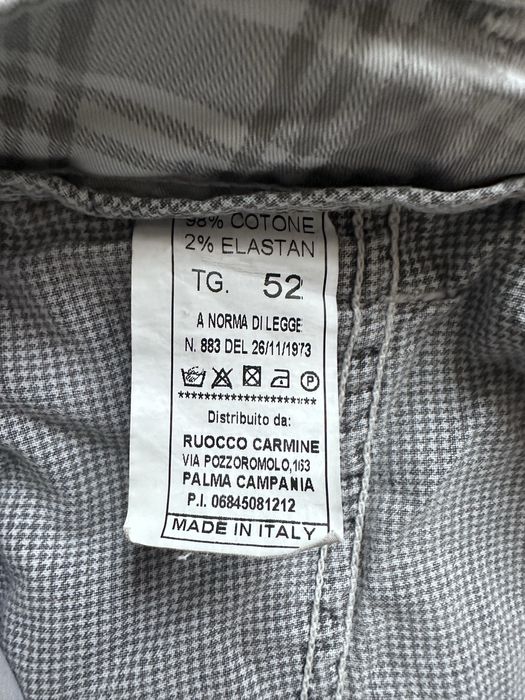 98% COTONE
2% ELASTAN
TG. 52
A NORMA DI LEGGE
N. 883 DEL 26/11/1973
P
************************
Distribuito da:
RUOCCO CARMINE
VIA POZZOROMOLO,163
PALMA CAMPANIA
P.I. 06845081212
MADE IN ITALY